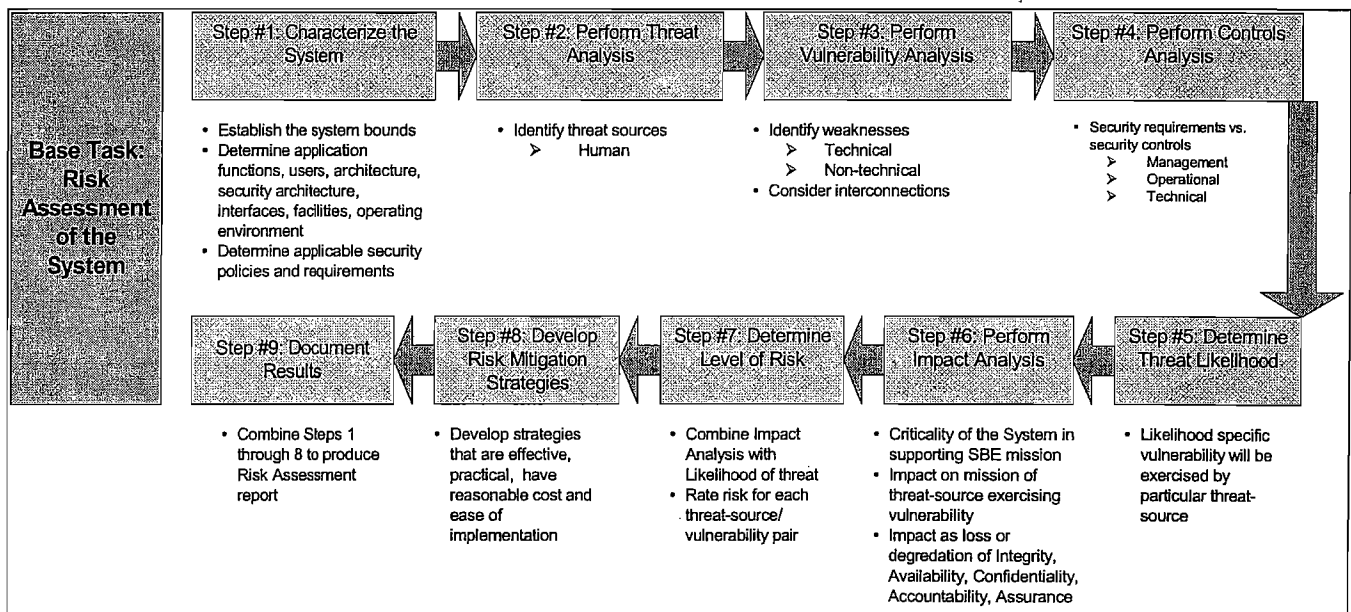 Base Task:
Risk
Assessment
of the
System
Step #1: Characterize the
System
• Establish the system bounds
• Determine application
functions, users, architecture,
security architecture,
interfaces, facilities, operating
environment
• Determine applicable security
policies and requirements
Step #2: Perform Threat
Analysis
• Identify threat sources
➢ Human
Step #3: Perform
Vulnerability Analysis
• Identify weaknesses
➢ Technical
➢ Non-technical
• Consider interconnections
Step #4: Perform Controls
Analysis
• Security requirements vs.
security controls
➢ Management
➢ Operational
➢ Technical
Step #5: Determine
Threat Likelihood
• Likelihood specific
vulnerability will be
exercised by
particular threat-
source
Step #6: Perform
Impact Analysis
• Criticality of the System in
supporting SBE mission
• Impact on mission of
threat-source exercising
vulnerability
• Impact as loss or
degredation of Integrity,
Availability, Confidentiality,
Accountability, Assurance
Step #7: Determine
Level of Risk
• Combine Impact
Analysis with
Likelihood of threat
• Rate risk for each
threat-source/
vulnerability pair
Step #8: Develop
Risk Mitigation
Strategies
• Develop strategies
that are effective,
practical, have
reasonable cost and
ease of
implementation
Step #9: Document
Results
• Combine Steps 1
through 8 to produce
Risk Assessment
report